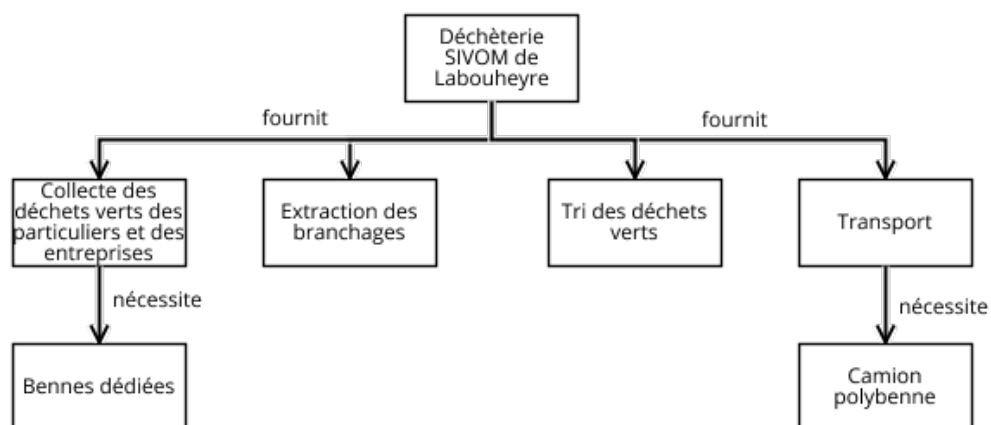 Déchèterie
SIVOM de
Labouheyre
fournit
fournit
Collecte des
déchets verts des
particuliers et des
entreprises
Extraction des
branchages
Tri des déchets
verts
Transport
nécessite
nécessite
Bennes dédiées
Camion
polybenne